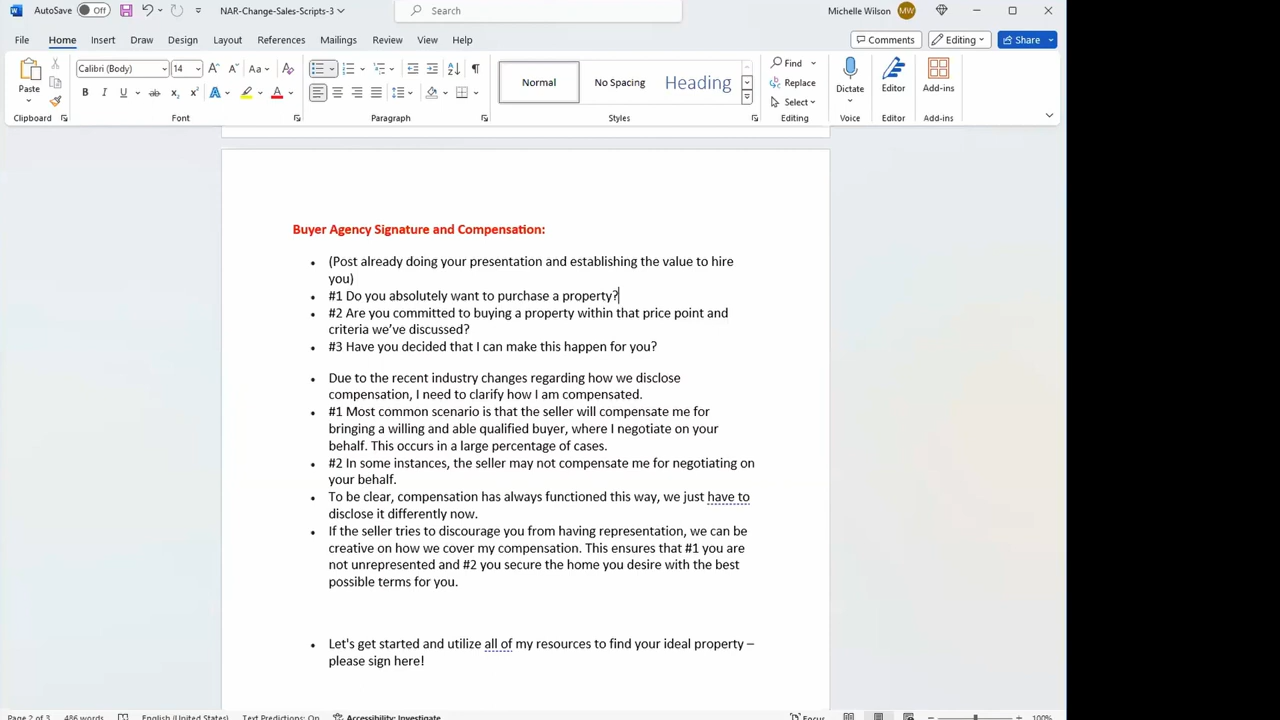 AutoSave Off NAR-Change-Sales-Scripts-3 Search Michelle Wilson MW
File Home Insert Draw Design Layout References Mailings Review View Help Comments Editing Share
Calibri (Body) 14 Normal No Spacing Heading Find
Paste Replace Dictate Editor Add-ins
Select
Clipboard Font Paragraph Styles Editing Voice Editor Add-ins
Buyer Agency Signature and Compensation:
• (Post already doing your presentation and establishing the value to hire
you)
• #1 Do you absolutely want to purchase a property?
• #2 Are you committed to buying a property within that price point and
criteria we’ve discussed?
• #3 Have you decided that I can make this happen for you?
• Due to the recent industry changes regarding how we disclose
compensation, I need to clarify how I am compensated.
• #1 Most common scenario is that the seller will compensate me for
bringing a willing and able qualified buyer, where I negotiate on your
behalf. This occurs in a large percentage of cases.
• #2 In some instances, the seller may not compensate me for negotiating on
your behalf.
• To be clear, compensation has always functioned this way, we just have to
disclose it differently now.
• If the seller tries to discourage you from having representation, we can be
creative on how we cover my compensation. This ensures that #1 you are
not unrepresented and #2 you secure the home you desire with the best
possible terms for you.
• Let's get started and utilize all of my resources to find your ideal property –
please sign here!
Page 2 of 3 486 words English (United States) Text Predictions: On Accessibility: Investigate Focus 100%